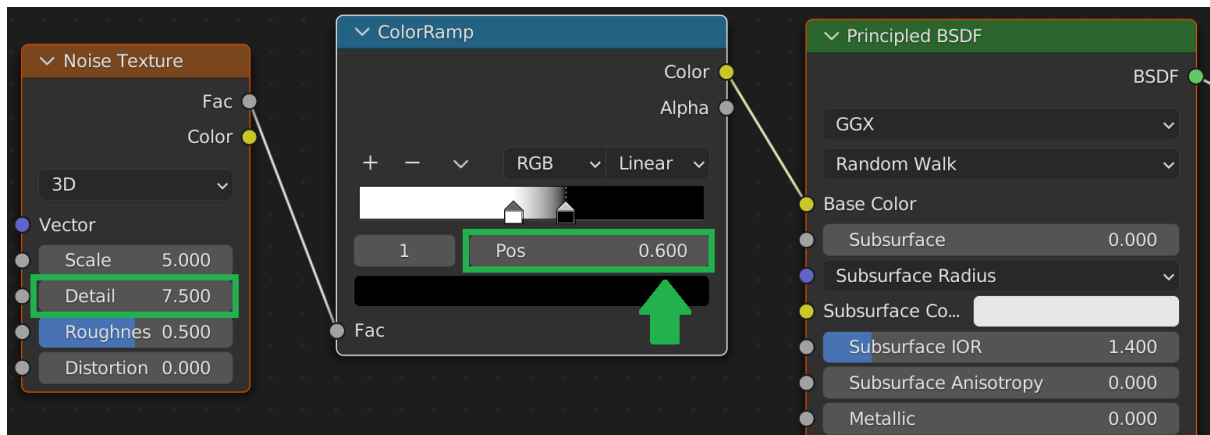 Noise Texture
Fac
Color
3D
Vector
Scale 5.000
Detail 7.500
Roughnes 0.500
Distortion 0.000
ColorRamp
Color
Alpha
+ − RGB Linear
1 Pos 0.600
Fac
Principled BSDF
BSDF
GGX
Random Walk
Base Color
Subsurface 0.000
Subsurface Radius
Subsurface Co...
Subsurface IOR 1.400
Subsurface Anisotropy 0.000
Metallic 0.000